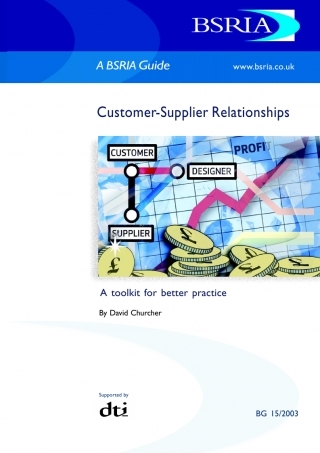 BSRIA
A BSRIA Guide
www.bsria.co.uk
Customer-Supplier Relationships
PROFIT
CUSTOMER
DESIGNER
SUPPLIER
£
A toolkit for better practice
By David Churcher
Supported by
dti
BG 15/2003